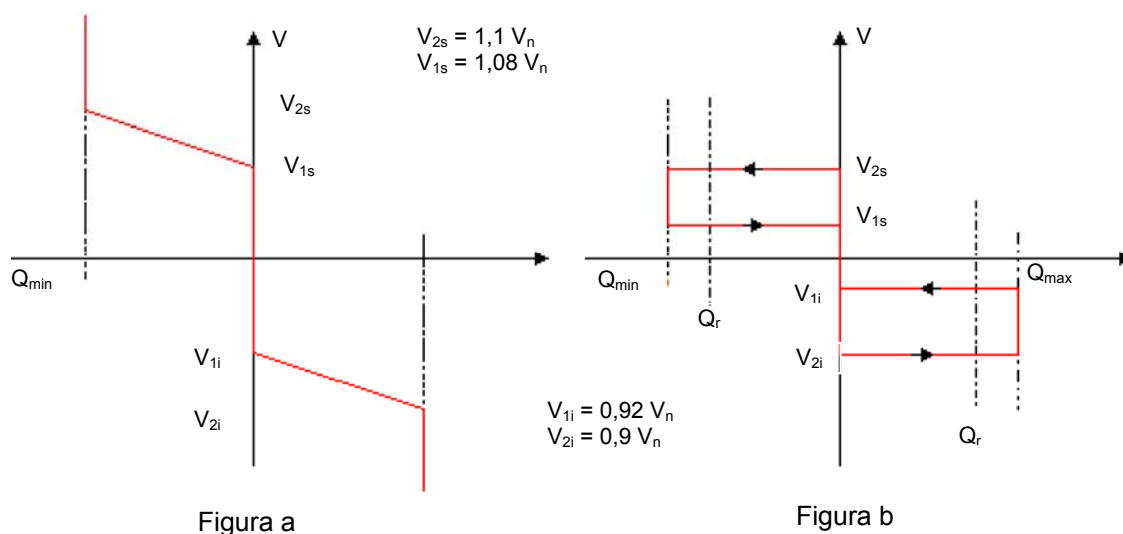 V
V2s = 1,1 Vn
V1s = 1,08 Vn
V2s
V1s
Qmin
V1i
V2i
Figura a
V
V2s
V1s
Qmin
Qr
Qmax
V1i
V2i
Qr
V1i = 0,92 Vn
V2i = 0,9 Vn
Figura b